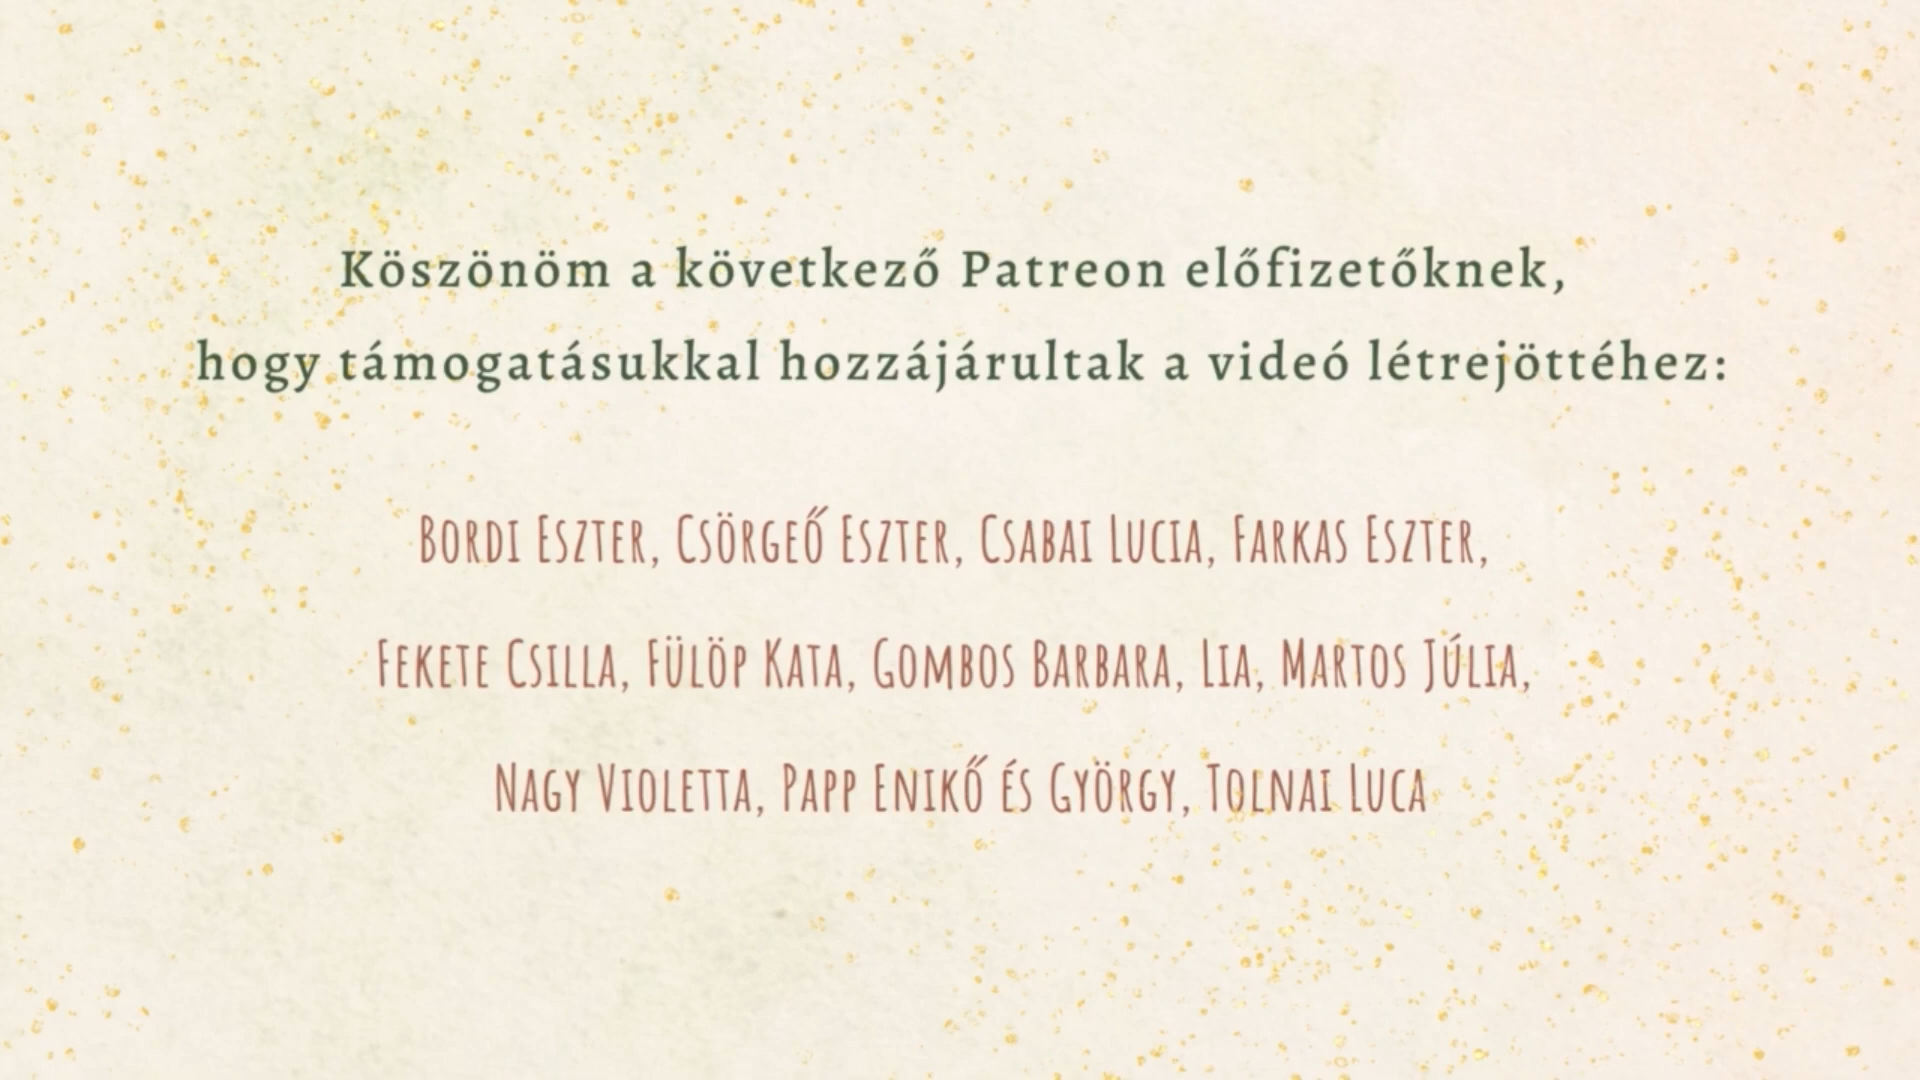 Köszönöm a következő Patreon előfizetőknek,
hogy támogatásukkal hozzájárultak a videó létrejöttéhez:
Bordi Eszter, Csörgeő Eszter, Csabai Lucia, Farkas Eszter,
Fekete Csilla, Fülöp Kata, Gombos Barbara, Lia, Martos Júlia,
Nagy Violetta, Papp Enikő és György, Tolnai Luca